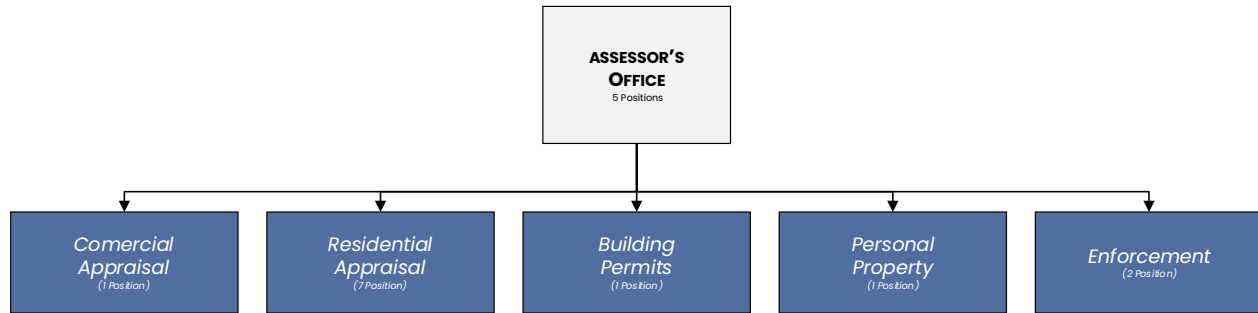 ASSESSOR'S
OFFICE
5 Positions
Comercial
Appraisal
(1 Position)
Residential
Appraisal
(7 Position)
Building
Permits
(1 Position)
Personal
Property
(1 Position)
Enforcement
(2 Position)